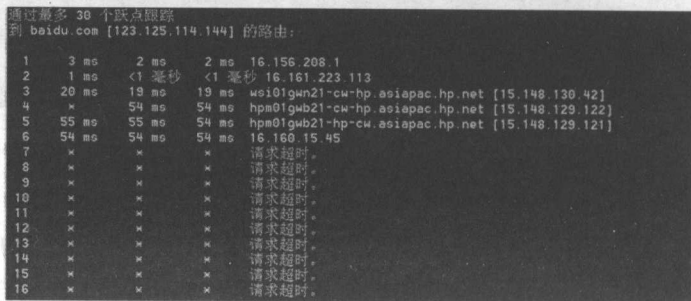 通过最多 30 个跃点跟踪
到 baidu.com [123.125.114.144] 的路由:
1 3 ms 2 ms 2 ms 16.156.208.1
2 1 ms <1 毫秒 <1 毫秒 16.161.223.113
3 20 ms 19 ms 19 ms wsi01gwn21-cw-hp.asiapac.hp.net [15.148.130.42]
4 * 54 ms 54 ms hpm01gwb21-hp-cw.asiapac.hp.net [15.148.129.122]
5 55 ms 55 ms 54 ms hpm01gwb21-hp-cw.asiapac.hp.net [15.148.129.121]
6 54 ms 54 ms 54 ms 16.160.15.45
7 * * * 请求超时。
8 * * * 请求超时。
9 * * * 请求超时。
10 * * * 请求超时。
11 * * * 请求超时。
12 * * * 请求超时。
13 * * * 请求超时。
14 * * * 请求超时。
15 * * * 请求超时。
16 * * * 请求超时。